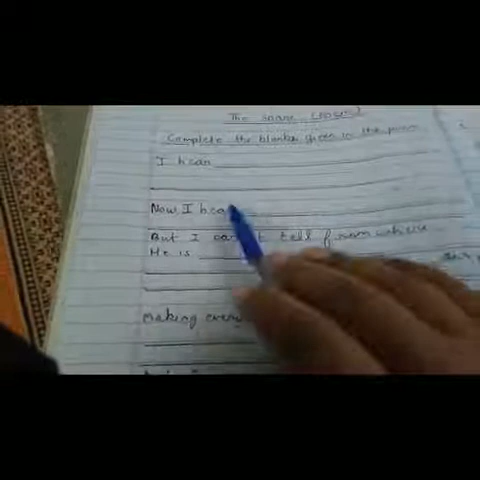 The snare (poem)
Complete the blanks given in the poem
I hear
Now I hear
But I cannot tell from where
He is
Making every